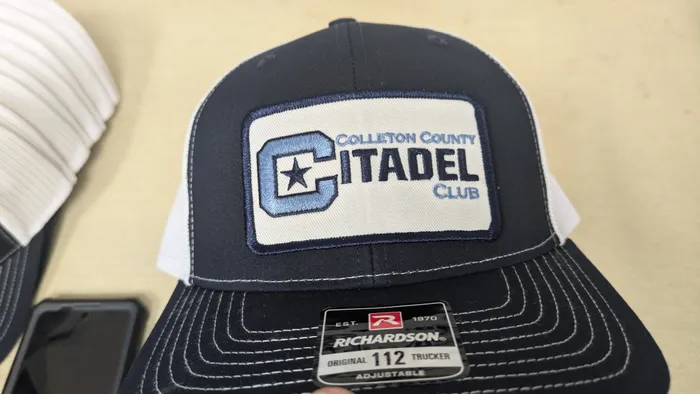 COLLETON COUNTY
CITADEL
CLUB
EST. R 1970
RICHARDSON
ORIGINAL 112 TRUCKER
ADJUSTABLE